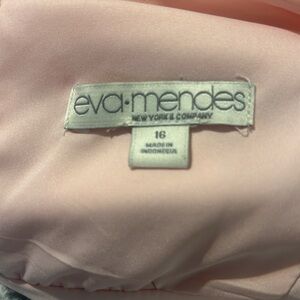 eva·mendes
NEW YORK & COMPANY
16
MADE IN
INDONESIA